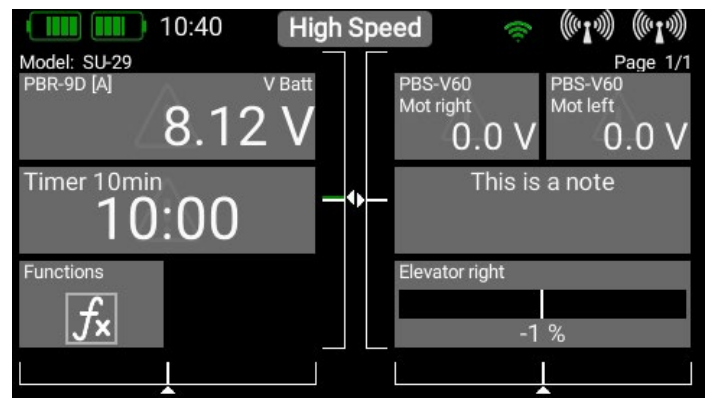 10:40
High Speed
Model: SU-29
Page 1/1
PBR-9D [A]
V Batt
8.12 V
PBS-V60
Mot right
0.0 V
PBS-V60
Mot left
0.0 V
Timer 10min
10:00
This is a note
Functions
fx
Elevator right
-1 %